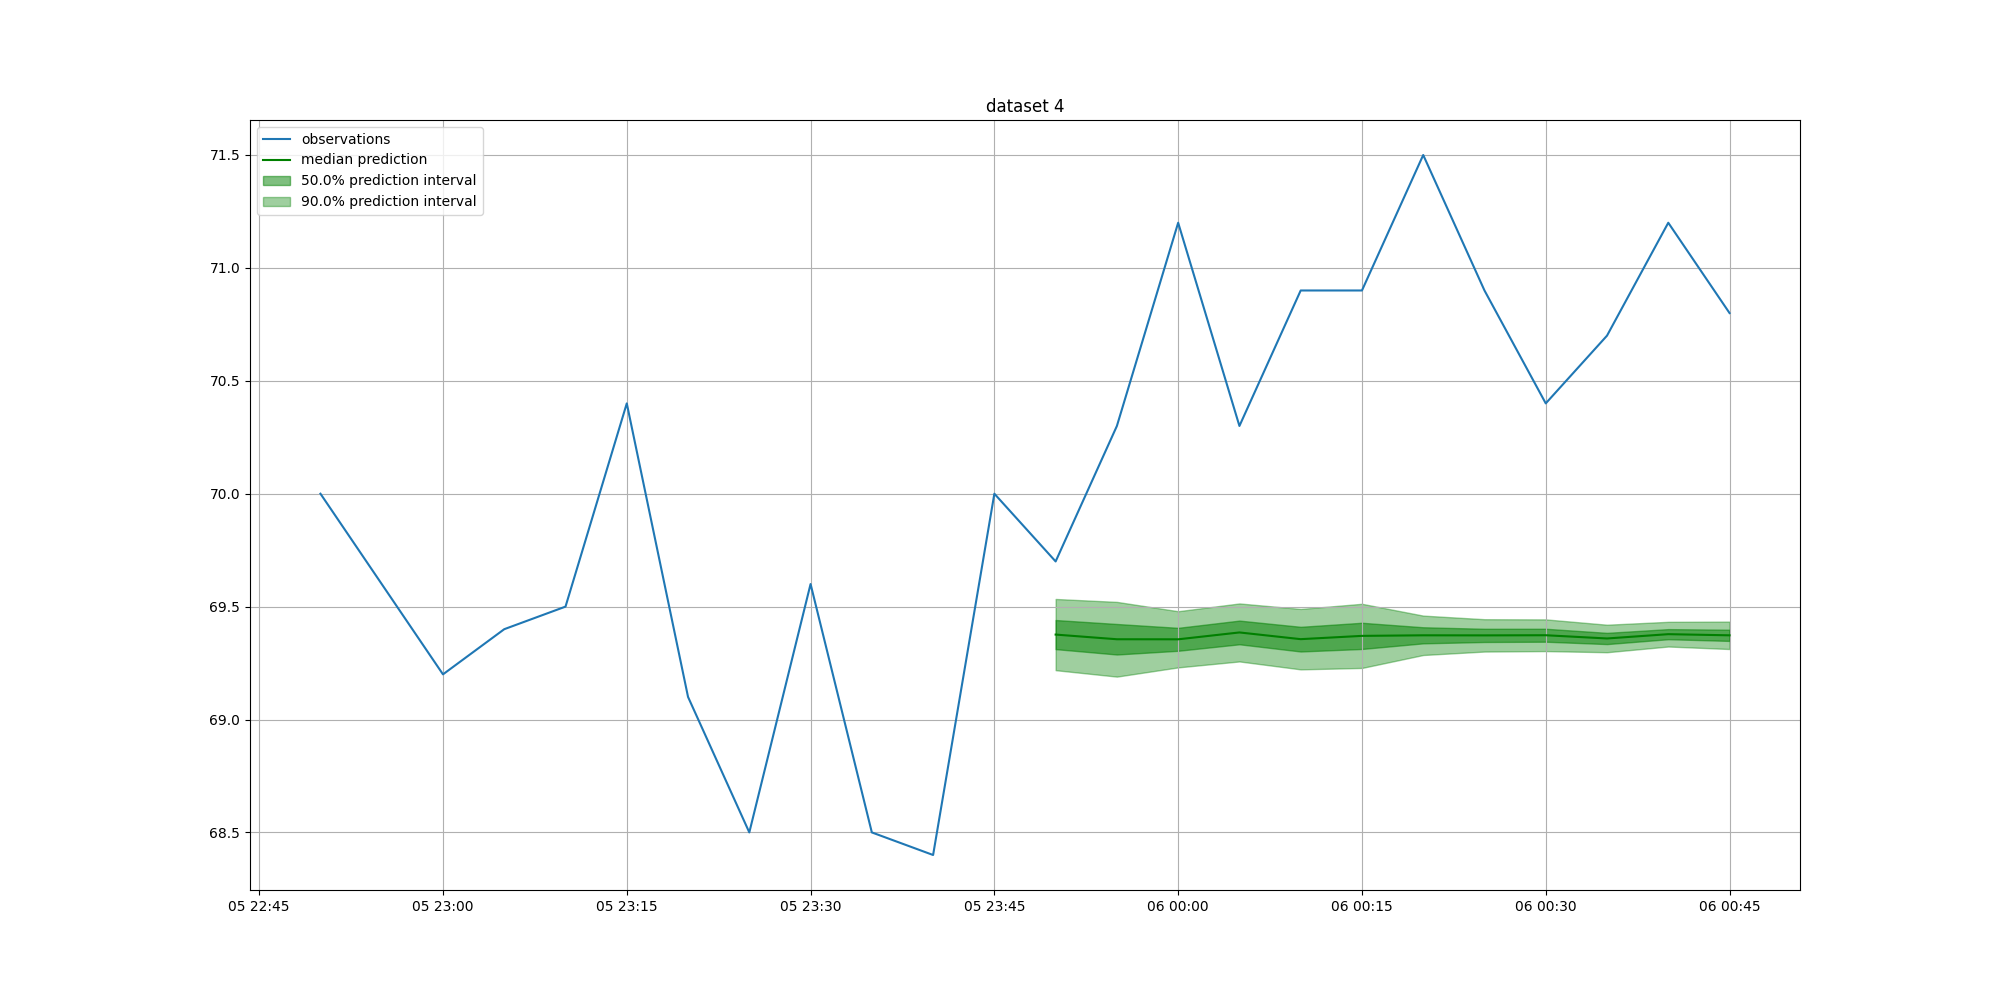 dataset 4
observations
median prediction
50.0% prediction interval
90.0% prediction interval
71.5
71.0
70.5
70.0
69.5
69.0
68.5
05 22:45 05 23:00 05 23:15 05 23:30 05 23:45 06 00:00 06 00:15 06 00:30 06 00:45